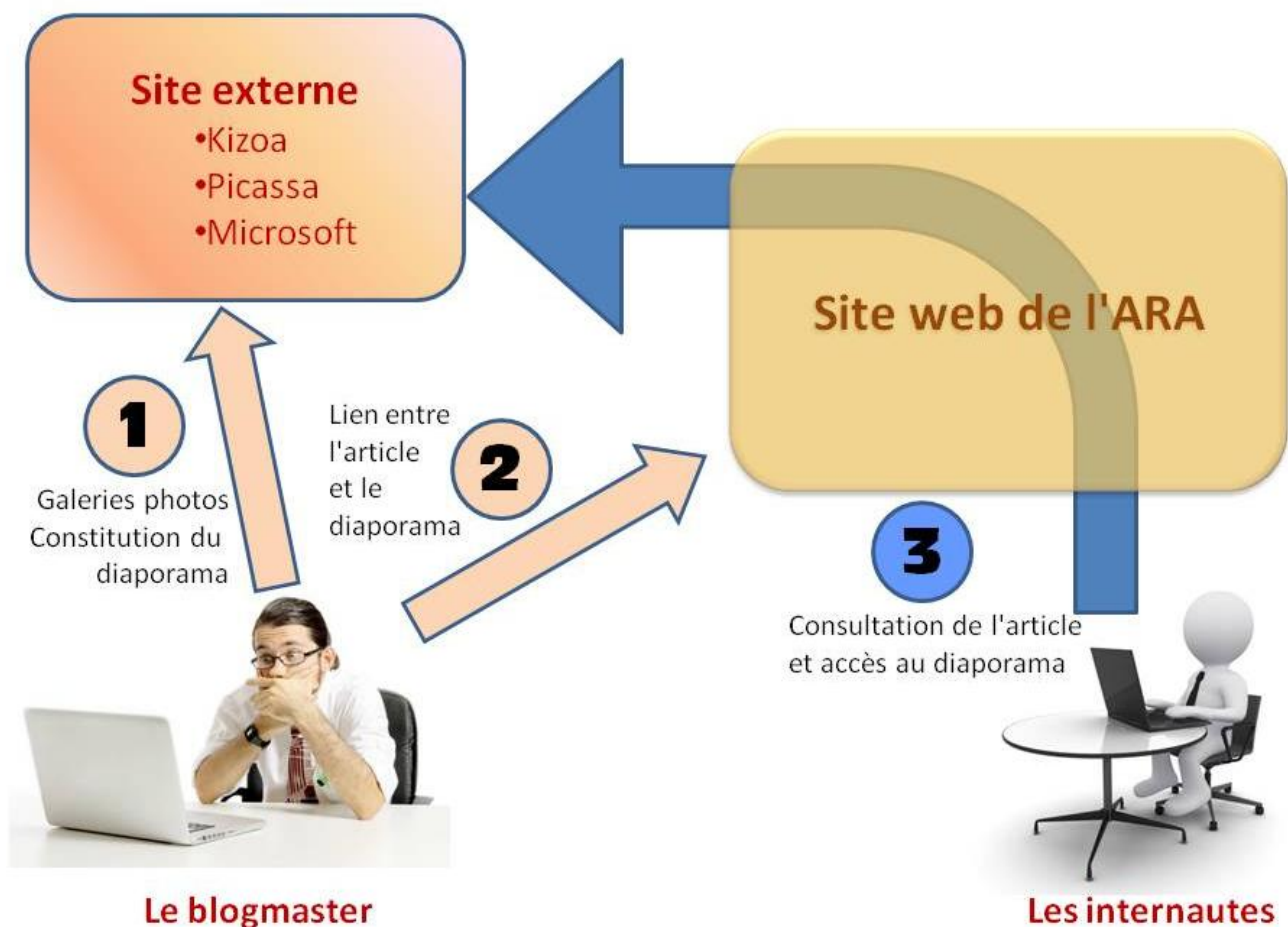 Site externe
•Kizoa
•Picassa
•Microsoft
Site web de l'ARA
1
Galeries photos
Constitution du
diaporama
Lien entre
l'article
et le
diaporama
2
3
Consultation de l'article
et accès au diaporama
Le blogmaster
Les internautes